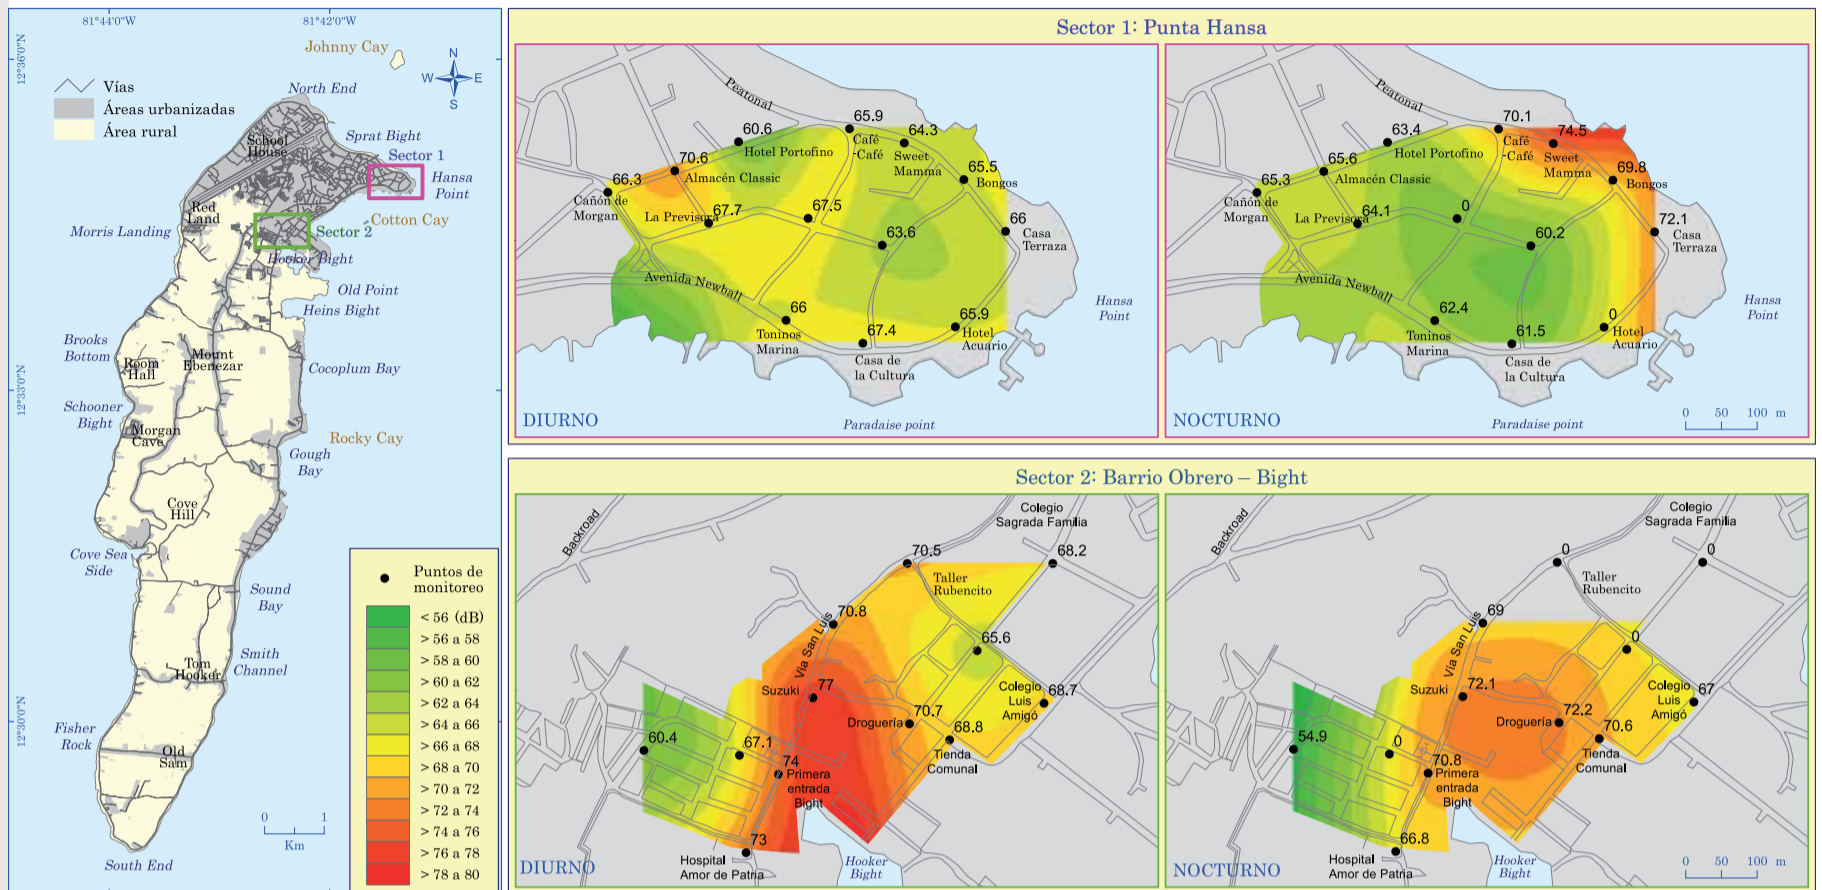 81°44'0"W
81°42'0"W
12°36'0"N
12°33'0"N
12°30'0"N
Johnny Cay
N
W
E
S
Vías
Áreas urbanizadas
Área rural
North End
School
House
Sprat Bight
Sector 1
Hansa
Point
Red
Land
Cotton Cay
Morris Landing
Sector 2
Hooker Bight
Old Point
Heins Bight
Brooks
Bottom
Mount
Ebenezar
Room
Hall
Cocoplum Bay
Schooner
Bight
Morgan
Cave
Rocky Cay
Gough
Bay
Cove
Hill
Cove Sea
Side
Sound
Bay
Smith
Channel
Tom
Hooker
Fisher
Rock
Old
Sam
0 1
Km
South End
Puntos de
monitoreo
< 56 (dB)
> 56 a 58
> 58 a 60
> 60 a 62
> 62 a 64
> 64 a 66
> 66 a 68
> 68 a 70
> 70 a 72
> 72 a 74
> 74 a 76
> 76 a 78
> 78 a 80
Sector 1: Punta Hansa
Peatonal
65.9
Café
-Café
64.3
Sweet
Mamma
60.6
Hotel Portofino
70.6
Almacén Classic
65.5
Bongos
66.3
Cañón de
Morgan
La Previsora
67.7
67.5
66
Casa
Terraza
63.6
Avenida Newball
66
Toninos
Marina
67.4
Casa de
la Cultura
65.9
Hotel
Acuario
Hansa
Point
DIURNO
Paradaise point
Peatonal
70.1
Café
-Café
74.5
Sweet
Mamma
63.4
Hotel Portofino
65.6
Almacén Classic
69.8
Bongos
65.3
Cañón de
Morgan
La Previsora
64.1
0
72.1
Casa
Terraza
60.2
Avenida Newball
62.4
Toninos
Marina
61.5
Casa de
la Cultura
0
Hotel
Acuario
Hansa
Point
NOCTURNO
Paradaise point
0 50 100 m
Sector 2: Barrio Obrero – Bight
Backroad
Colegio
Sagrada Familia
70.5
68.2
Taller
Rubencito
70.8
Vía San Luis
65.6
Suzuki
77
Colegio
Luis
Amigó
68.7
Droguería
70.7
68.8
Tienda
Comunal
60.4
67.1
74
Primera
entrada
Bight
73
Hospital
Amor de Patria
Hooker
Bight
DIURNO
Backroad
Colegio
Sagrada Familia
0
0
Taller
Rubencito
69
Vía San Luis
0
Suzuki
72.1
Colegio
Luis
Amigó
67
Droguería
72.2
70.6
Tienda
Comunal
54.9
0
70.8
Primera
entrada
Bight
66.8
Hospital
Amor de Patria
Hooker
Bight
NOCTURNO
0 50 100 m